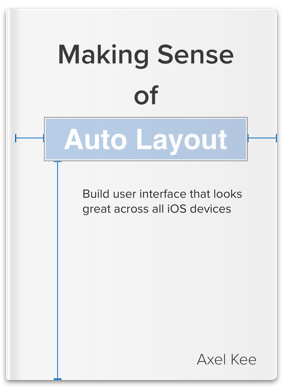 Making Sense
of
Auto Layout
Build user interface that looks
great across all iOS devices
Axel Kee